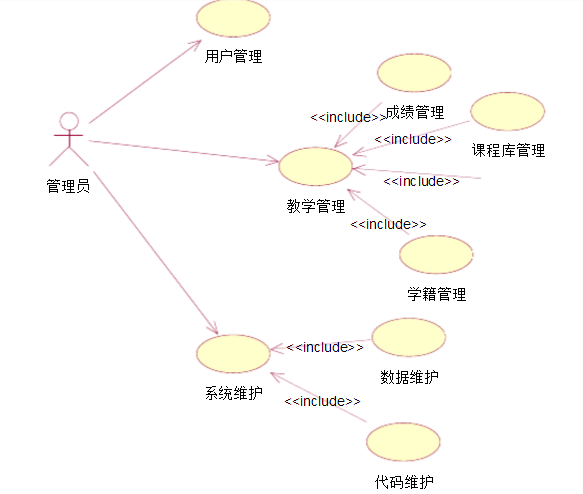 用户管理
成绩管理
<<include>>
<<include>>
课程库管理
管理员
<<include>>
教学管理
<<include>>
学籍管理
<<include>>
数据维护
系统维护
<<include>>
代码维护